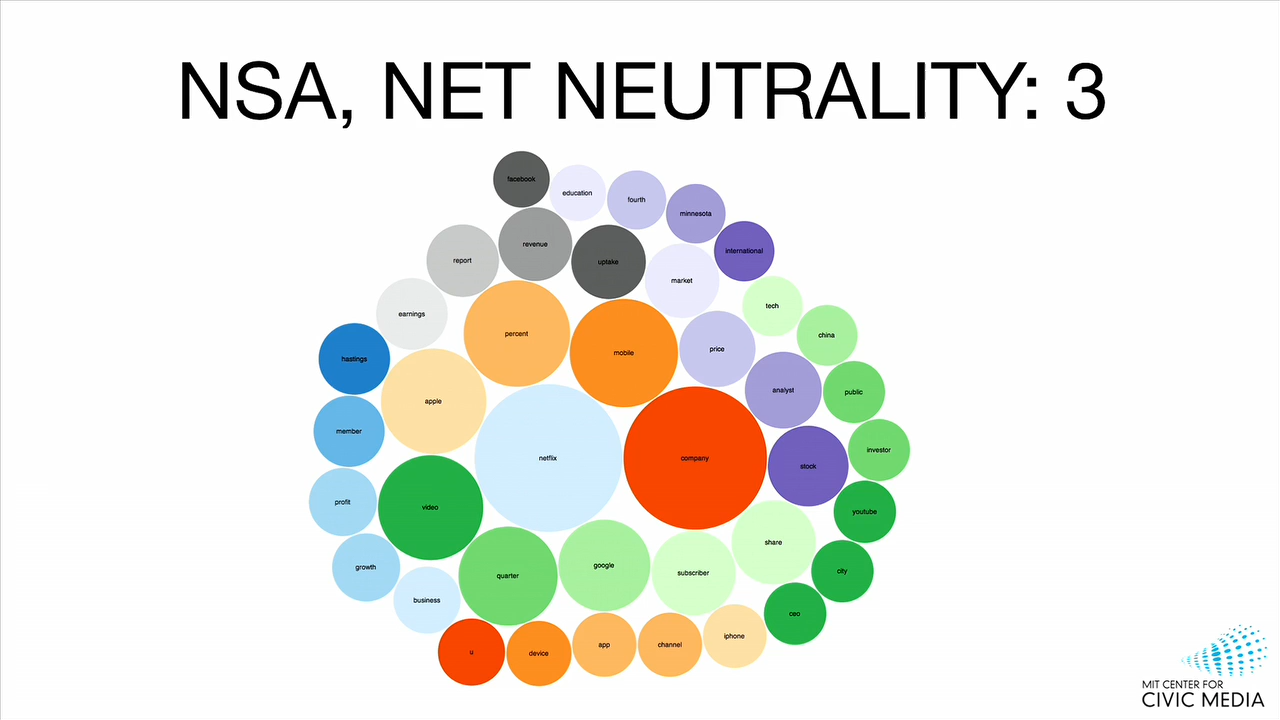 NSA, NET NEUTRALITY: 3
facebook
education
fourth
minnesota
report
revenue
uptake
market
international
earnings
percent
mobile
price
tech
china
hastings
apple
analyst
public
member
netflix
company
stock
investor
profit
video
share
youtube
growth
quarter
google
subscriber
city
business
ceo
u
device
app
channel
iphone
MIT CENTER FOR
CIVIC MEDIA